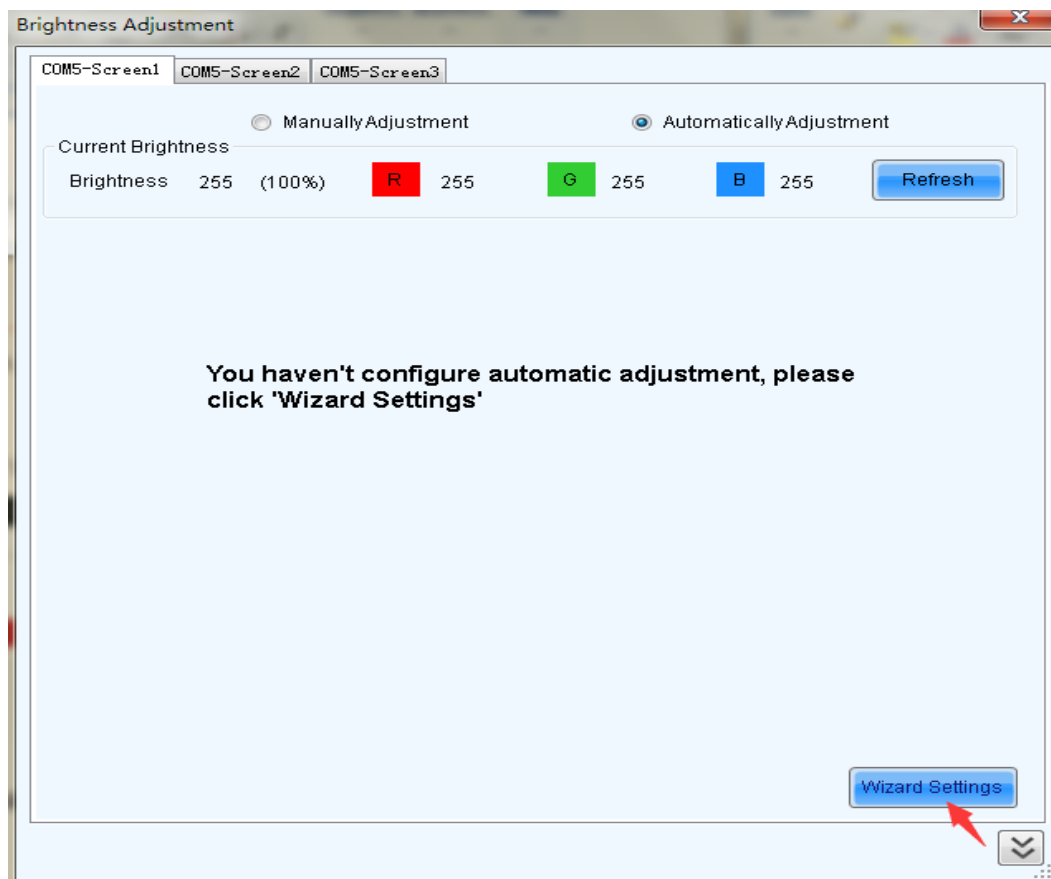 Brightness Adjustment
COM5-Screen1 COM5-Screen2 COM5-Screen3
Manually Adjustment Automatically Adjustment
Current Brightness
Brightness 255 (100%) R 255 G 255 B 255 Refresh
You haven't configure automatic adjustment, please
click 'Wizard Settings'
Wizard Settings